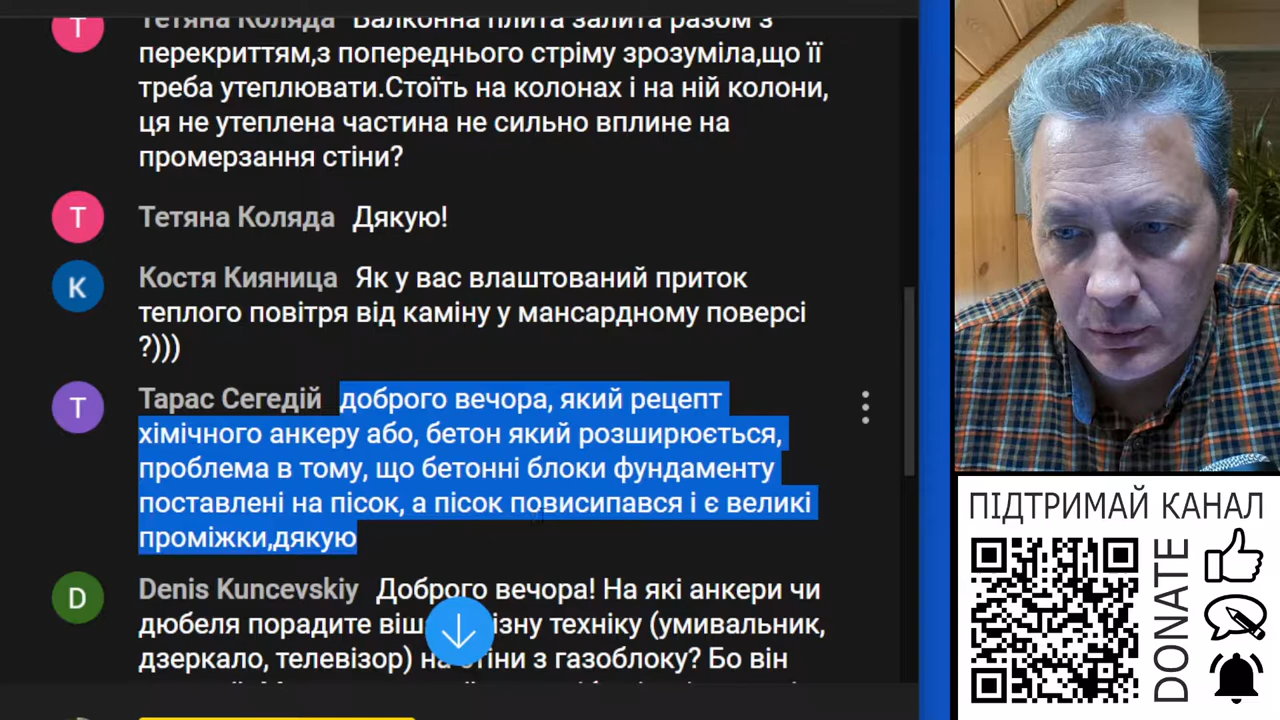 Тетяна Коляда Балконна плита залита разом з
перекриттям,з попереднього стріму зрозуміла,що її
треба утеплювати.Стоїть на колонах і на ній колони,
ця не утеплена частина не сильно вплине на
промерзання стіни?
Т
Тетяна Коляда Дякую!
К
Костя Кияница Як у вас влаштований приток
теплого повітря від каміну у мансардному поверсі
?)))
Т
Тарас Сегедій доброго вечора, який рецепт
хімічного анкеру або, бетон який розширюється,
проблема в тому, що бетонні блоки фундаменту
поставлені на пісок, а пісок повисипався і є великі
проміжки,дякую
D
Denis Kuncevskiy Доброго вечора! На які анкери чи
дюбеля порадите різну техніку (умивальник,
дзеркало, телевізор) на стіни з газоблоку? Бо він
ПІДТРИМАЙ КАНАЛ
DONATE